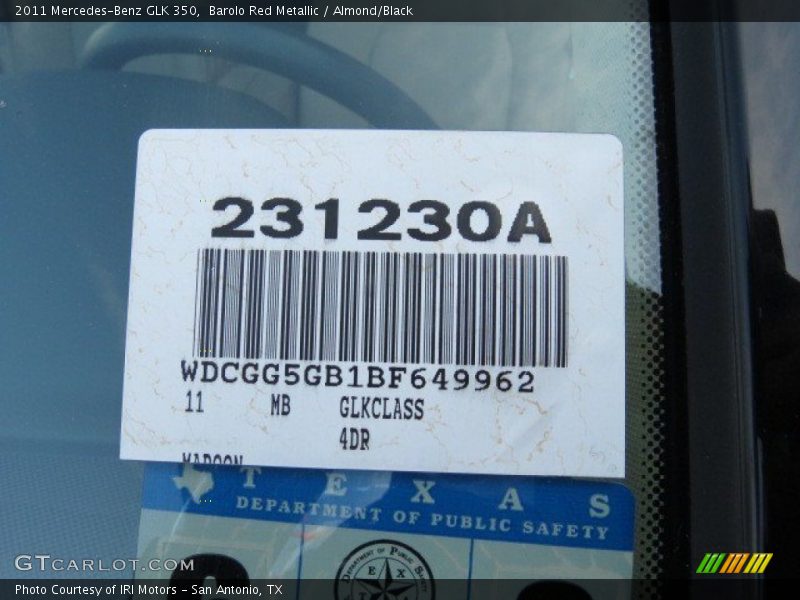 2011 Mercedes-Benz GLK 350,  Barolo Red Metallic / Almond/Black
231230A
WDCGG5GB1BF649962
11 MB GLKCLASS
4DR
MAROON
TEXAS
DEPARTMENT OF PUBLIC SAFETY
GTCARLOT.COM
Photo Courtesy of IRI Motors - San Antonio, TX